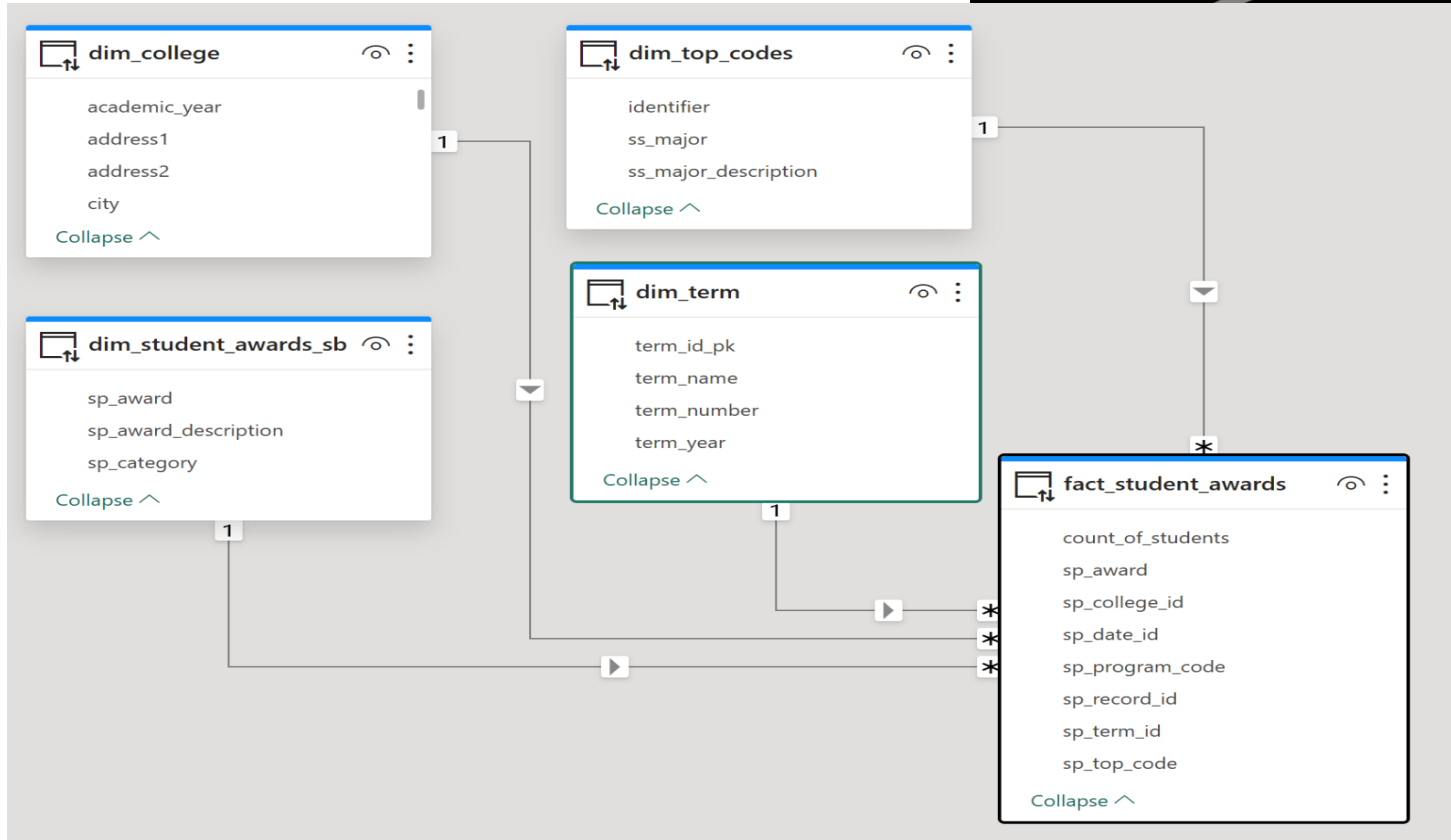 dim_college
academic_year
address1
address2
city
Collapse
1
dim_top_codes
identifier
ss_major
ss_major_description
Collapse
1
dim_student_awards_sb
sp_award
sp_award_description
sp_category
Collapse
1
dim_term
term_id_pk
term_name
term_number
term_year
Collapse
1
*
*
*
*
fact_student_awards
count_of_students
sp_award
sp_college_id
sp_date_id
sp_program_code
sp_record_id
sp_term_id
sp_top_code
Collapse